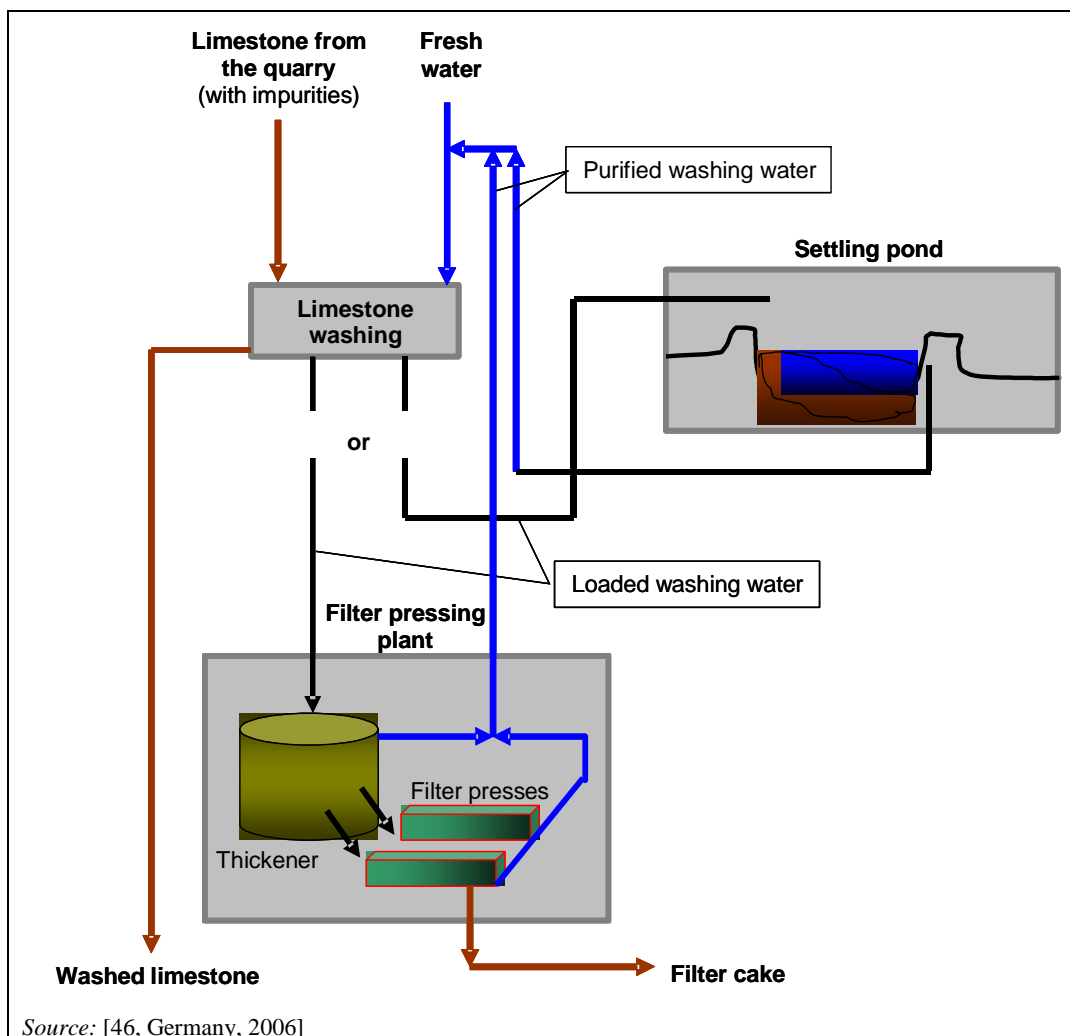 Limestone from
the quarry
(with impurities)
Fresh
water
Purified washing water
Settling pond
Limestone
washing
or
Loaded washing water
Filter pressing
plant
Filter presses
Thickener
Washed limestone
Filter cake
Source: [46, Germany, 2006]